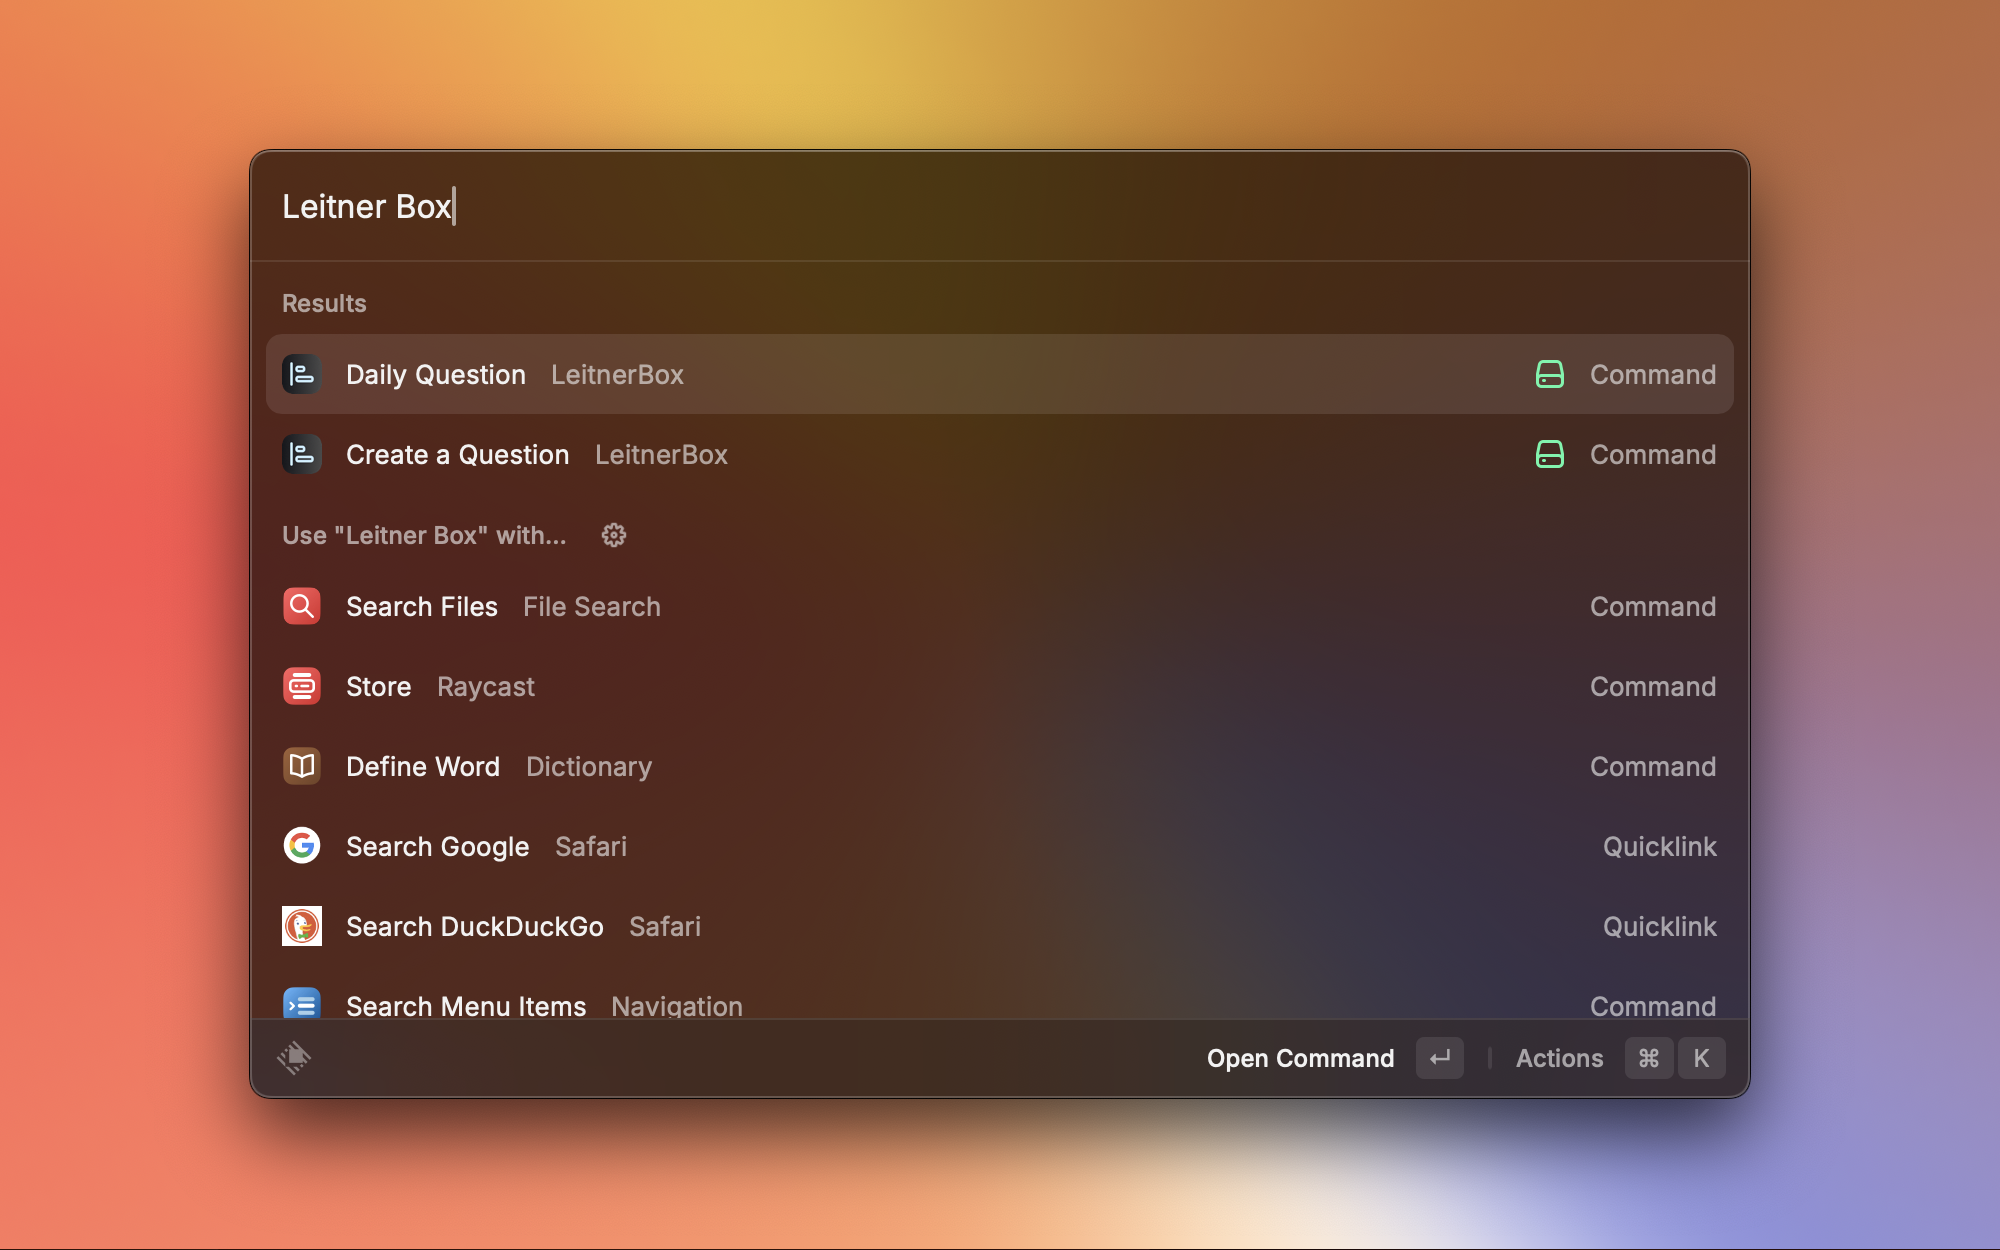 Leitner Box
Results
Daily Question LeitnerBox Command
Create a Question LeitnerBox Command
Use "Leitner Box" with...
Search Files File Search Command
Store Raycast Command
Define Word Dictionary Command
Search Google Safari Quicklink
Search DuckDuckGo Safari Quicklink
Search Menu Items Navigation Command
Open Command ↵ Actions ⌘ K